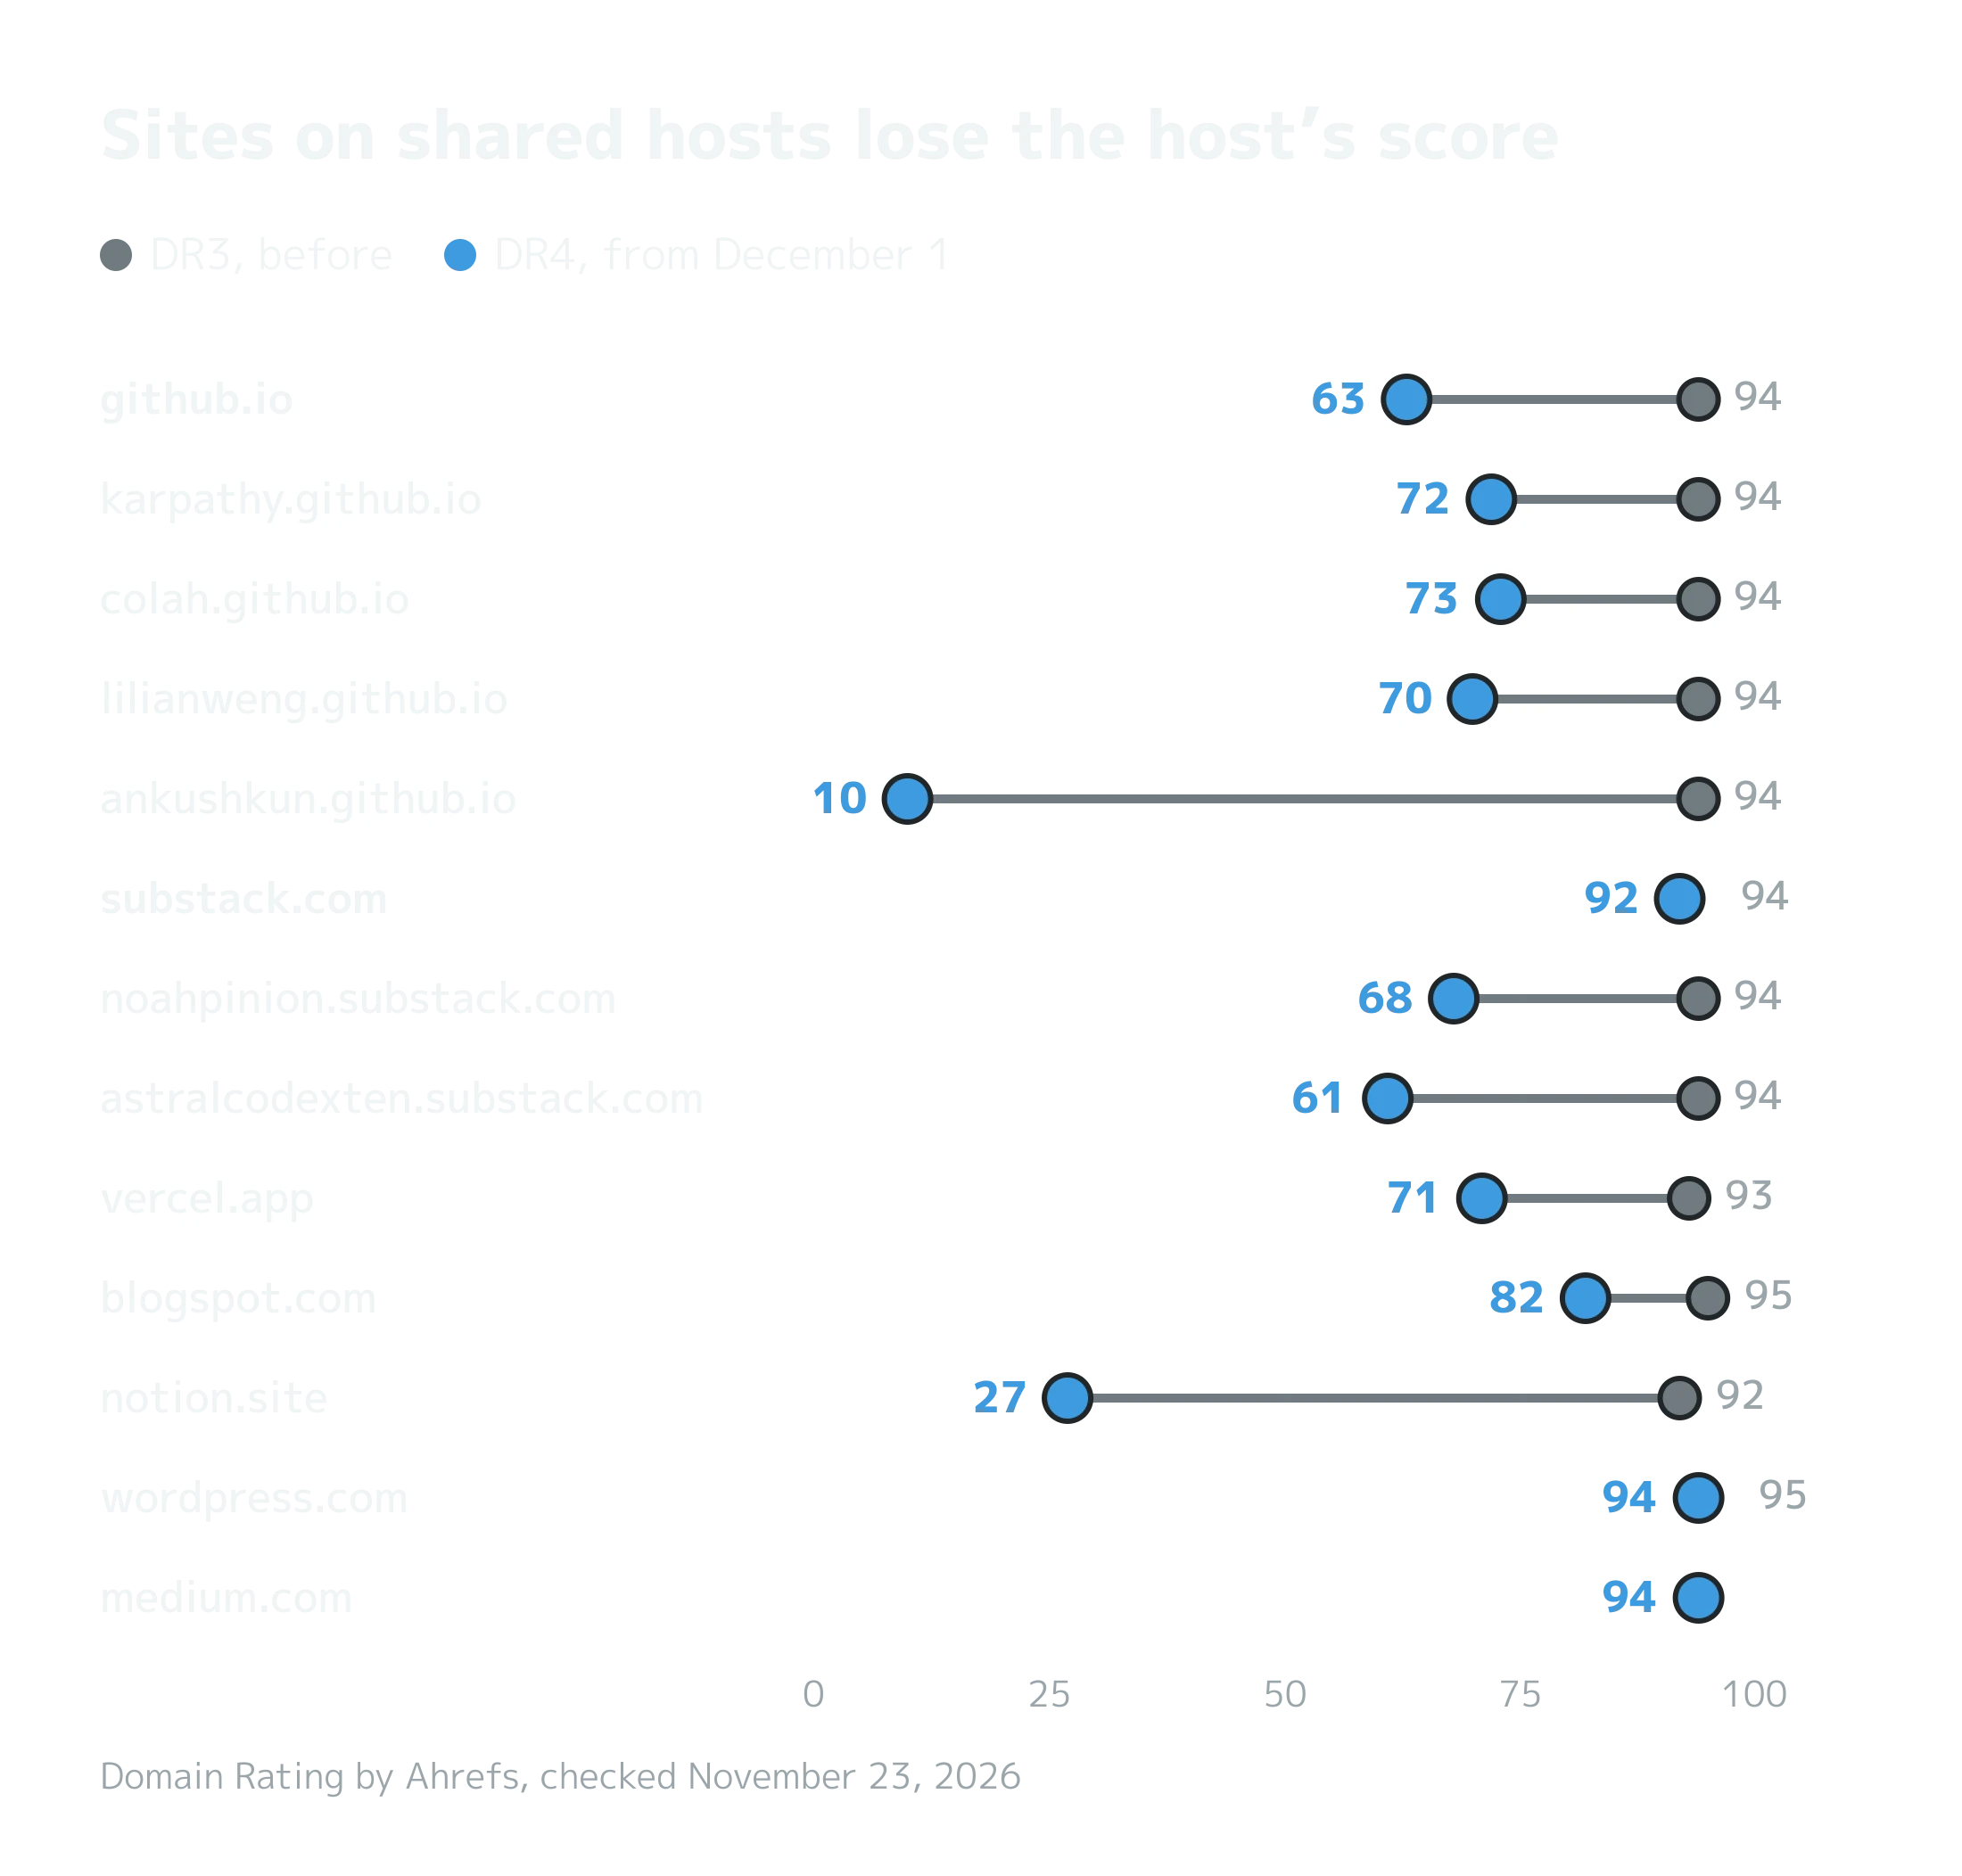 Sites on shared hosts lose the host’s score
DR3, before DR4, from December 1
github.io 63 94
karpathy.github.io 72 94
colah.github.io 73 94
lilianweng.github.io 70 94
ankushkun.github.io 10 94
substack.com 92 94
noahpinion.substack.com 68 94
astralcodexten.substack.com 61 94
vercel.app 71 93
blogspot.com 82 95
notion.site 27 92
wordpress.com 94 95
medium.com 94
0 25 50 75 100
Domain Rating by Ahrefs, checked November 23, 2026